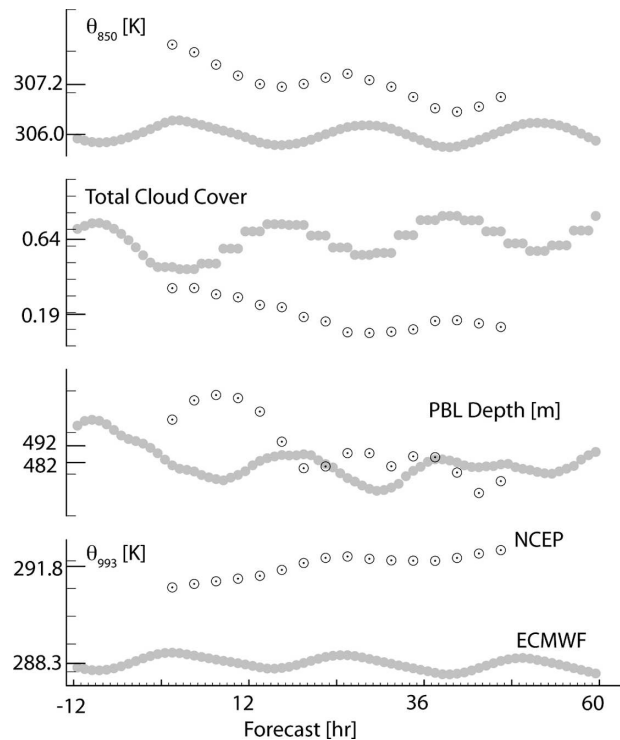 θ850 [K]
307.2
306.0
Total Cloud Cover
0.64
0.19
PBL Depth [m]
492
482
θ993 [K]
NCEP
291.8
ECMWF
288.3
-12 12 36 60
Forecast [hr]